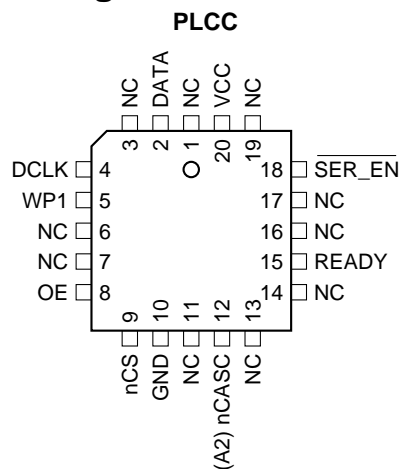 PLCC
NC
DATA
NC
VCC
NC
3
2
1
20
19
DCLK 4
18 SER_EN
WP1 5
17 NC
NC 6
16 NC
NC 7
15 READY
OE 8
14 NC
9
10
11
12
13
nCS
GND
NC
(A2) nCASC
NC